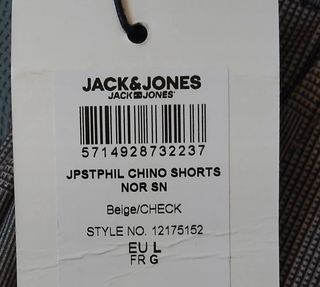 JACK&JONES
JACK JONES
5714928732237
JPSTPHIL CHINO SHORTS
NOR SN
Beige/CHECK
STYLE NO. 12175152
EU L
FR G